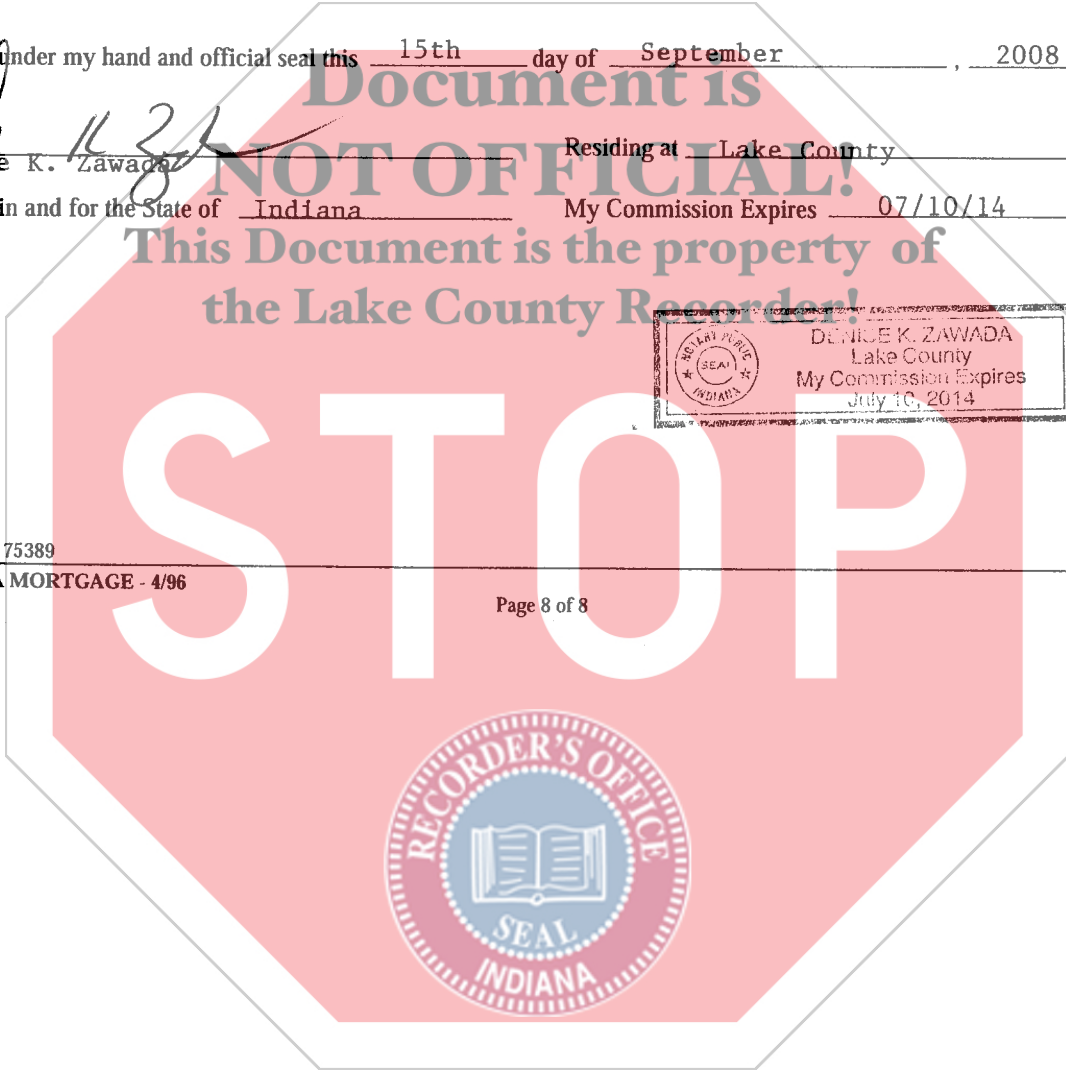 under my hand and official seal this 15th day of September , 2008
Document is
K. Zawada
Residing at Lake County
NOT OFFICIAL!
in and for the State of Indiana
My Commission Expires 07/10/14
This Document is the property of
the Lake County Recorder!
NOTARY PUBLIC
SEAL
INDIANA
DENICE K. ZAWADA
Lake County
My Commission Expires
July 10, 2014
STOP
75389
MORTGAGE - 4/96
Page 8 of 8
RECORDER'S OFFICE
SEAL
INDIANA